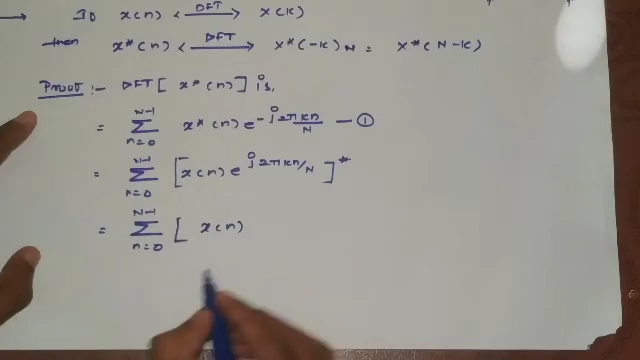 → If x(n) <—DFT—> X(k)
then x*(n) <—DFT—> X*(-k)_N = X*(N-k)
Proof :- DFT[ x*(n) ] is,
= Σ_{n=0}^{N-1} x*(n) e^{-j2πkn/N} — ①
= Σ_{n=0}^{N-1} [x(n) e^{j2πkn/N}]*
= Σ_{n=0}^{N-1} [ x(n)